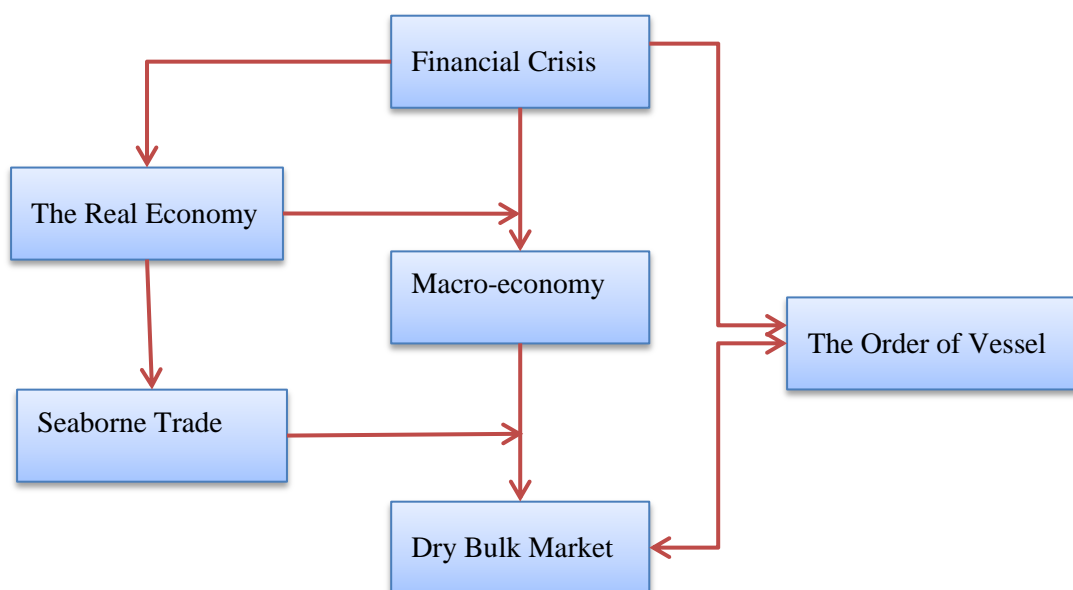 Financial Crisis
The Real Economy
Macro-economy
The Order of Vessel
Seaborne Trade
Dry Bulk Market